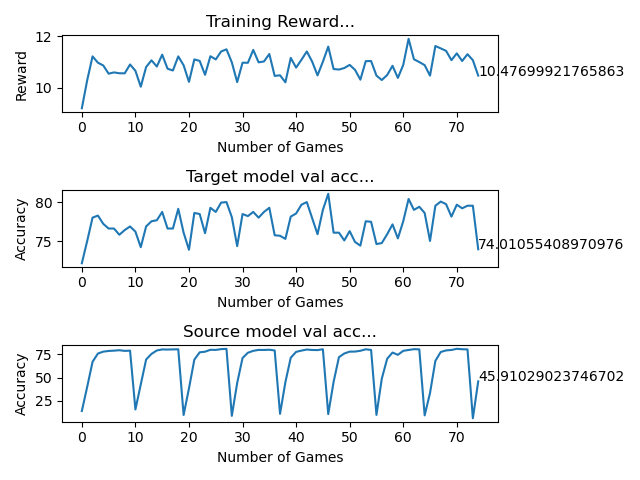 Training Reward...
12
10
Reward
10.47699921765863
0 10 20 30 40 50 60 70
Number of Games
Target model val acc...
80
75
Accuracy
74.01055408970976
0 10 20 30 40 50 60 70
Number of Games
Source model val acc...
75
50
25
Accuracy
45.91029023746702
0 10 20 30 40 50 60 70
Number of Games